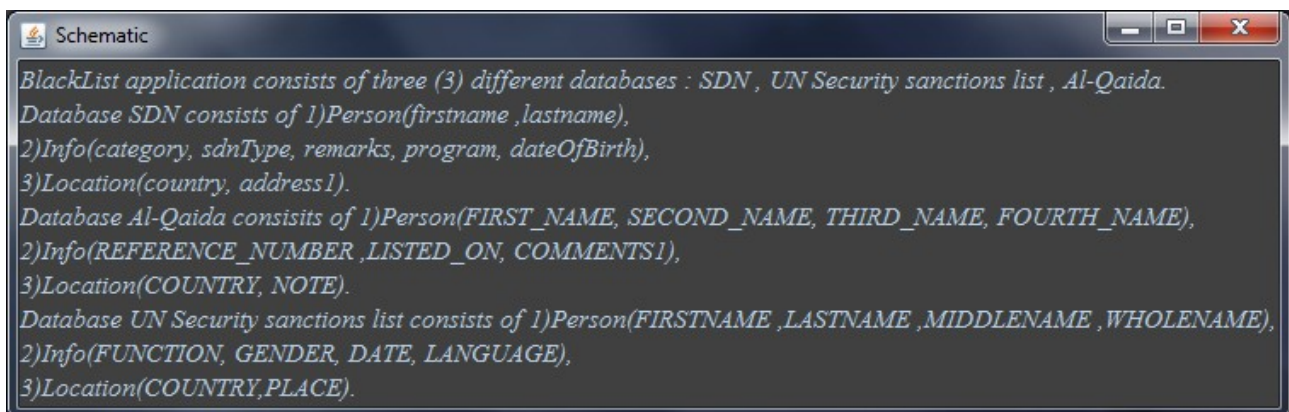 Schematic
BlackList application consists of three (3) different databases : SDN , UN Security sanctions list , Al-Qaida.
Database SDN consists of 1)Person(firstname ,lastname),
2)Info(category, sdnType, remarks, program, dateOfBirth),
3)Location(country, address1).
Database Al-Qaida consisits of 1)Person(FIRST_NAME, SECOND_NAME, THIRD_NAME, FOURTH_NAME),
2)Info(REFERENCE_NUMBER ,LISTED_ON, COMMENTS1),
3)Location(COUNTRY, NOTE).
Database UN Security sanctions list consists of 1)Person(FIRSTNAME ,LASTNAME ,MIDDLENAME ,WHOLENAME),
2)Info(FUNCTION, GENDER, DATE, LANGUAGE),
3)Location(COUNTRY,PLACE).